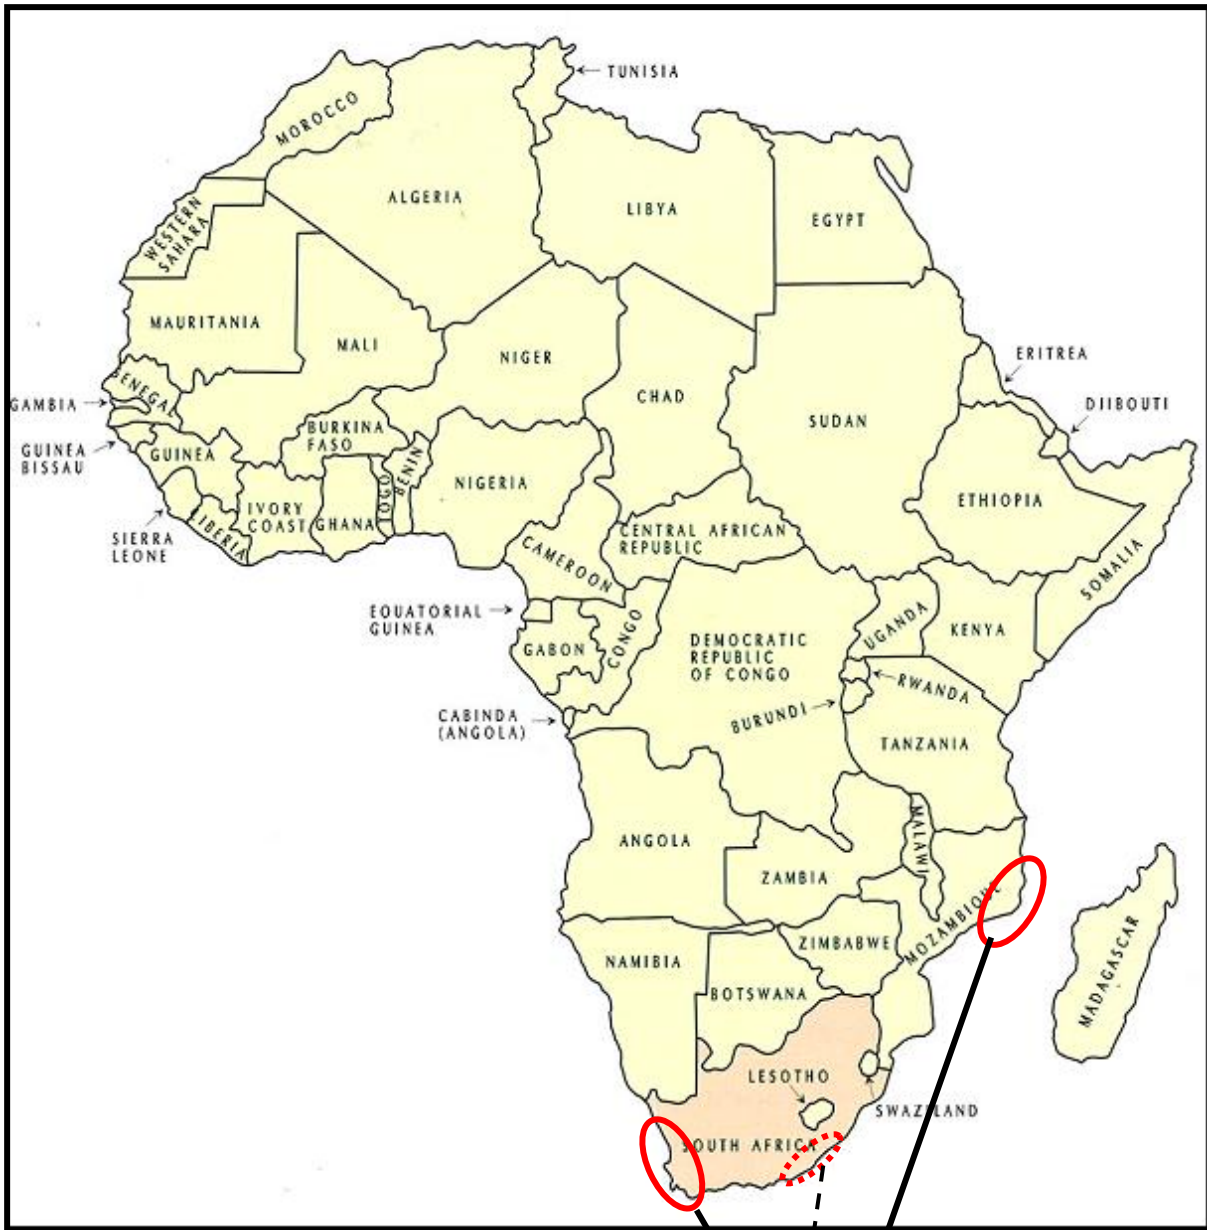 TUNISIA
MOROCCO
ALGERIA
LIBYA
EGYPT
WESTERN
SAHARA
MAURITANIA
MALI
NIGER
CHAD
SUDAN
ERITREA
DJIBOUTI
SENEGAL
GAMBIA
GUINEA
BISSAU
GUINEA
BURKINA
FASO
BENIN
TOGO
NIGERIA
ETHIOPIA
IVORY
COAST
GHANA
SIERRA
LEONE
LIBERIA
CENTRAL AFRICAN
REPUBLIC
CAMEROON
SOMALIA
EQUATORIAL
GUINEA
GABON
CONGO
DEMOCRATIC
REPUBLIC
OF CONGO
UGANDA
KENYA
RWANDA
BURUNDI
CABINDA
(ANGOLA)
TANZANIA
ANGOLA
ZAMBIA
MALAWI
MOZAMBIQUE
MADAGASCAR
NAMIBIA
ZIMBABWE
BOTSWANA
LESOTHO
SWAZILAND
SOUTH AFRICA